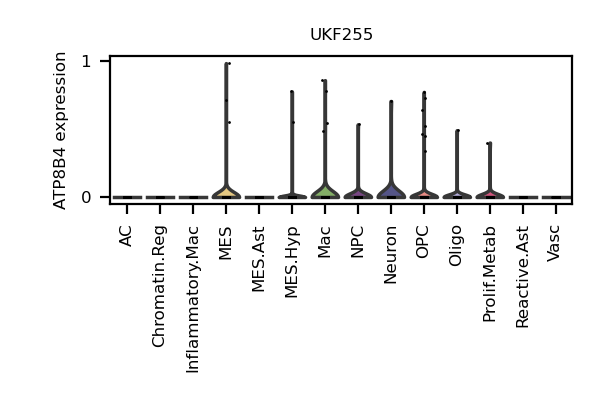 UKF255
ATP8B4 expression
1
0
AC
Chromatin.Reg
Inflammatory.Mac
MES
MES.Ast
MES.Hyp
Mac
NPC
Neuron
OPC
Oligo
Prolif.Metab
Reactive.Ast
Vasc